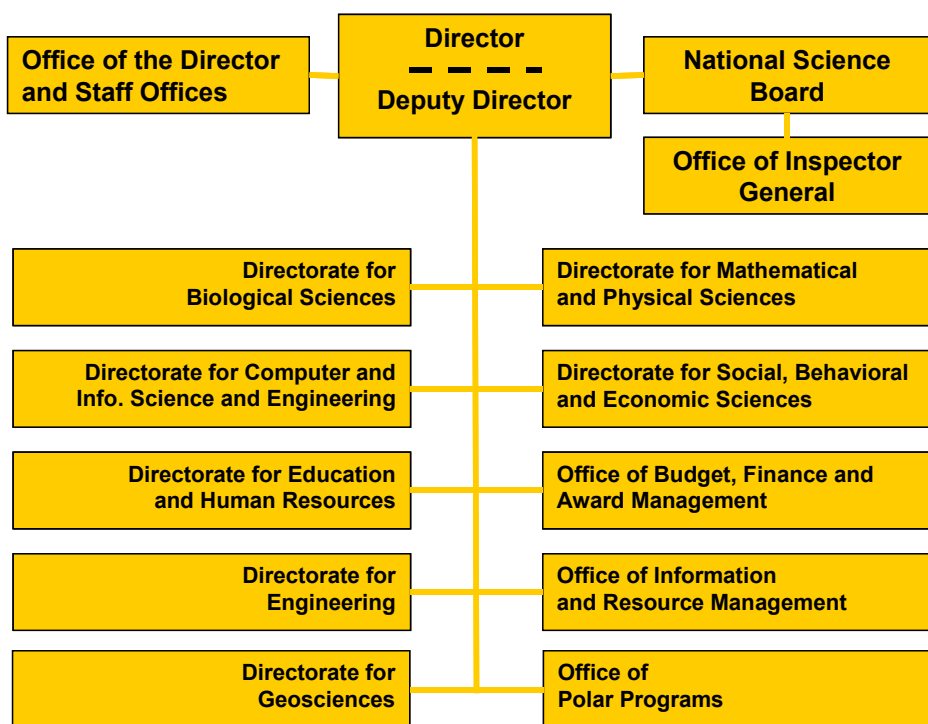 Office of the Director
and Staff Offices
Director
Deputy Director
National Science
Board
Office of Inspector
General
Directorate for
Biological Sciences
Directorate for Mathematical
and Physical Sciences
Directorate for Computer and
Info. Science and Engineering
Directorate for Social, Behavioral
and Economic Sciences
Directorate for Education
and Human Resources
Office of Budget, Finance and
Award Management
Directorate for
Engineering
Office of Information
and Resource Management
Directorate for
Geosciences
Office of
Polar Programs